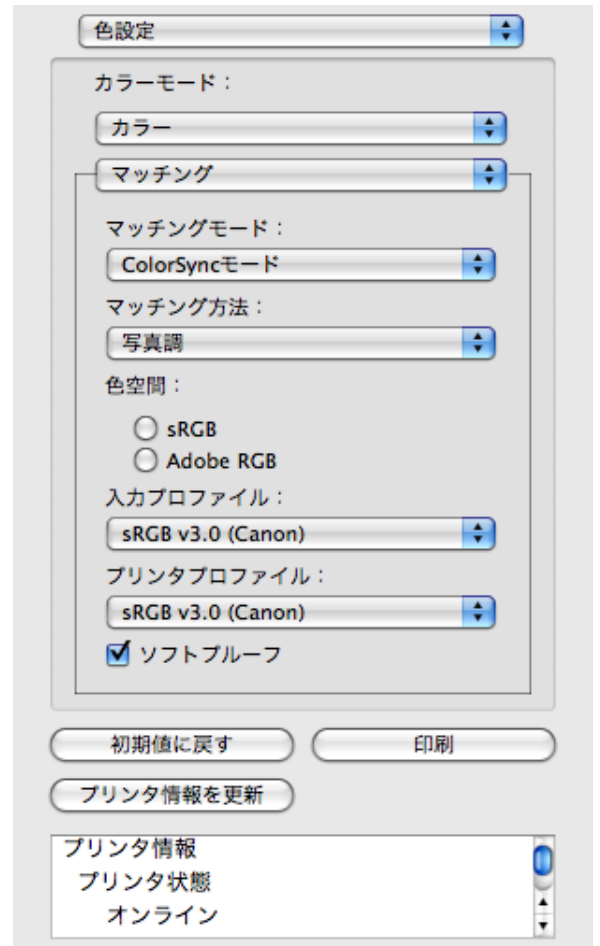 色設定
カラーモード：
カラー
マッチング
マッチングモード：
ColorSyncモード
マッチング方法：
写真調
色空間：
sRGB
Adobe RGB
入力プロファイル：
sRGB v3.0 (Canon)
プリンタプロファイル：
sRGB v3.0 (Canon)
ソフトプルーフ
初期値に戻す 印刷
プリンタ情報を更新
プリンタ情報
プリンタ状態
オンライン